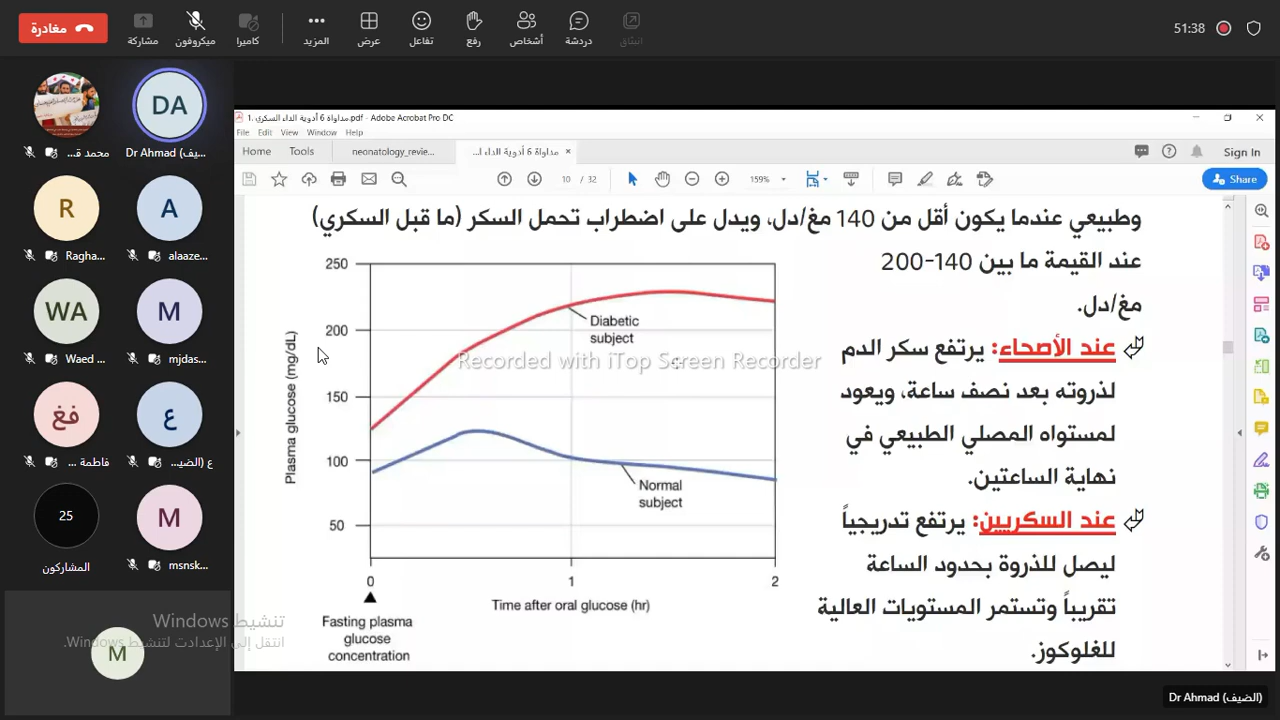 مغادرة
مشاركة
ميكروفون
كاميرا
المزيد
عرض
تفاعل
رفع
أشخاص
دردشة
انبثاق
51:38
DA
محمد قـ...
Dr Ahmad (ضيف)...
R
A
Ragha...
alaaze...
WA
M
Waed ...
mjdas...
فغ
ع
فاطمة ...
ع (الضيـ...
25
M
المشاركون
msnsk...
M
تنشيط Windows
انتقل إلى الإعدادات لتنشيط Windows.
1. مداواة 6 أدوية الداء السكري.pdf - Adobe Acrobat Pro DC
File Edit View Window Help
Home Tools neonatology_revie... مداواة 6 أدوية الداء ا... ×
10 / 32
159%
Sign In
Share
وطبيعي عندما يكون أقل من 140 مغ/دل، ويدل على اضطراب تحمل السكر (ما قبل السكري)
عند القيمة ما بين 140-200
مغ/دل.
عند الأصحاء: يرتفع سكر الدم
لذروته بعد نصف ساعة، ويعود
لمستواه المصلي الطبيعي في
نهاية الساعتين.
عند السكريين: يرتفع تدريجياً
ليصل للذروة بحدود الساعة
تقريباً وتستمر المستويات العالية
للغلوكوز.
250
200
150
100
50
Plasma glucose (mg/dL)
Diabetic
subject
Normal
subject
0
1
2
Time after oral glucose (hr)
Fasting plasma
glucose
concentration
Recorded with iTop Screen Recorder
Dr Ahmad (الضيف)